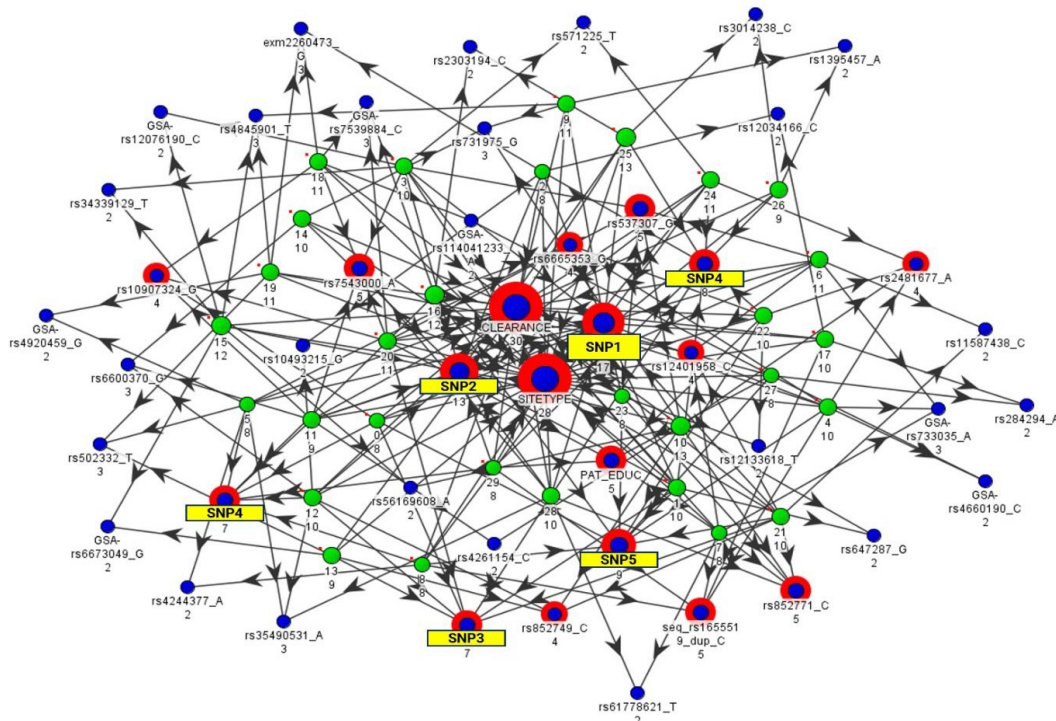 exm2260473_
G
3
rs2303194_C
2
rs571225_T
2
rs3014238_C
2
rs1395457_A
2
GSA-
rs12076190_C
2
rs4845901_T
3
GSA-
rs7539884_C
3
rs731975_G
3
9
11
25
13
rs12034166_C
2
18
11
3
10
2
8
24
11
26
9
rs34339129_T
2
14
10
GSA-
rs114041233_
A
2
rs537307_G
5
rs6665353_G
4
SNP4
8
6
11
rs2481677_A
4
rs10907324_G
4
19
11
rs7543000_A
5
16
12
CLEARANCE
30
SNP1
17
22
10
17
10
rs11587438_C
2
GSA-
rs4920459_G
2
15
12
rs10493215_G
2
20
11
rs12401958_C
4
rs6600370_G
3
SNP2
13
SITETYPE
28
23
8
27
8
5
8
11
9
0
8
10
13
4
10
GSA-
rs733035_A
3
rs284294_A
2
rs502332_T
3
29
8
PAT_EDUC
5
rs12133618_T
2
GSA-
rs4660190_C
2
SNP4
7
12
10
rs56169608_A
2
28
10
1
10
21
10
GSA-
rs6673049_G
2
13
9
8
8
rs4261154_C
2
SNP5
9
7
8
rs647287_G
2
rs4244377_A
2
rs35490531_A
3
SNP3
7
rs852749_C
4
seq_rs165551
9_dup_C
5
rs852771_C
5
rs61778621_T
2